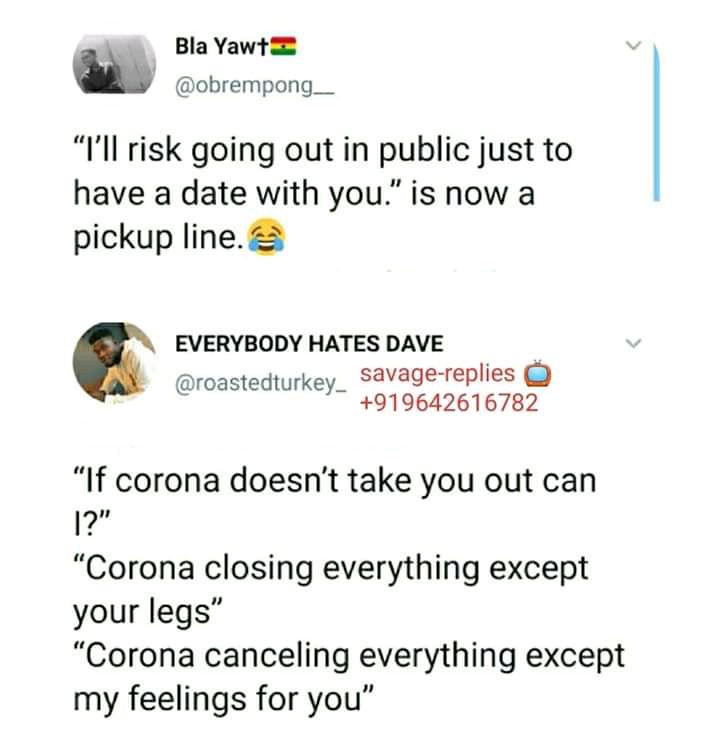 Bla Yaw✝🇬🇭
@obrempong__
“I’ll risk going out in public just to
have a date with you.” is now a
pickup line.😂
EVERYBODY HATES DAVE
@roastedturkey_
savage-replies 📺
+919642616782
“If corona doesn’t take you out can
I?”
“Corona closing everything except
your legs”
“Corona canceling everything except
my feelings for you”